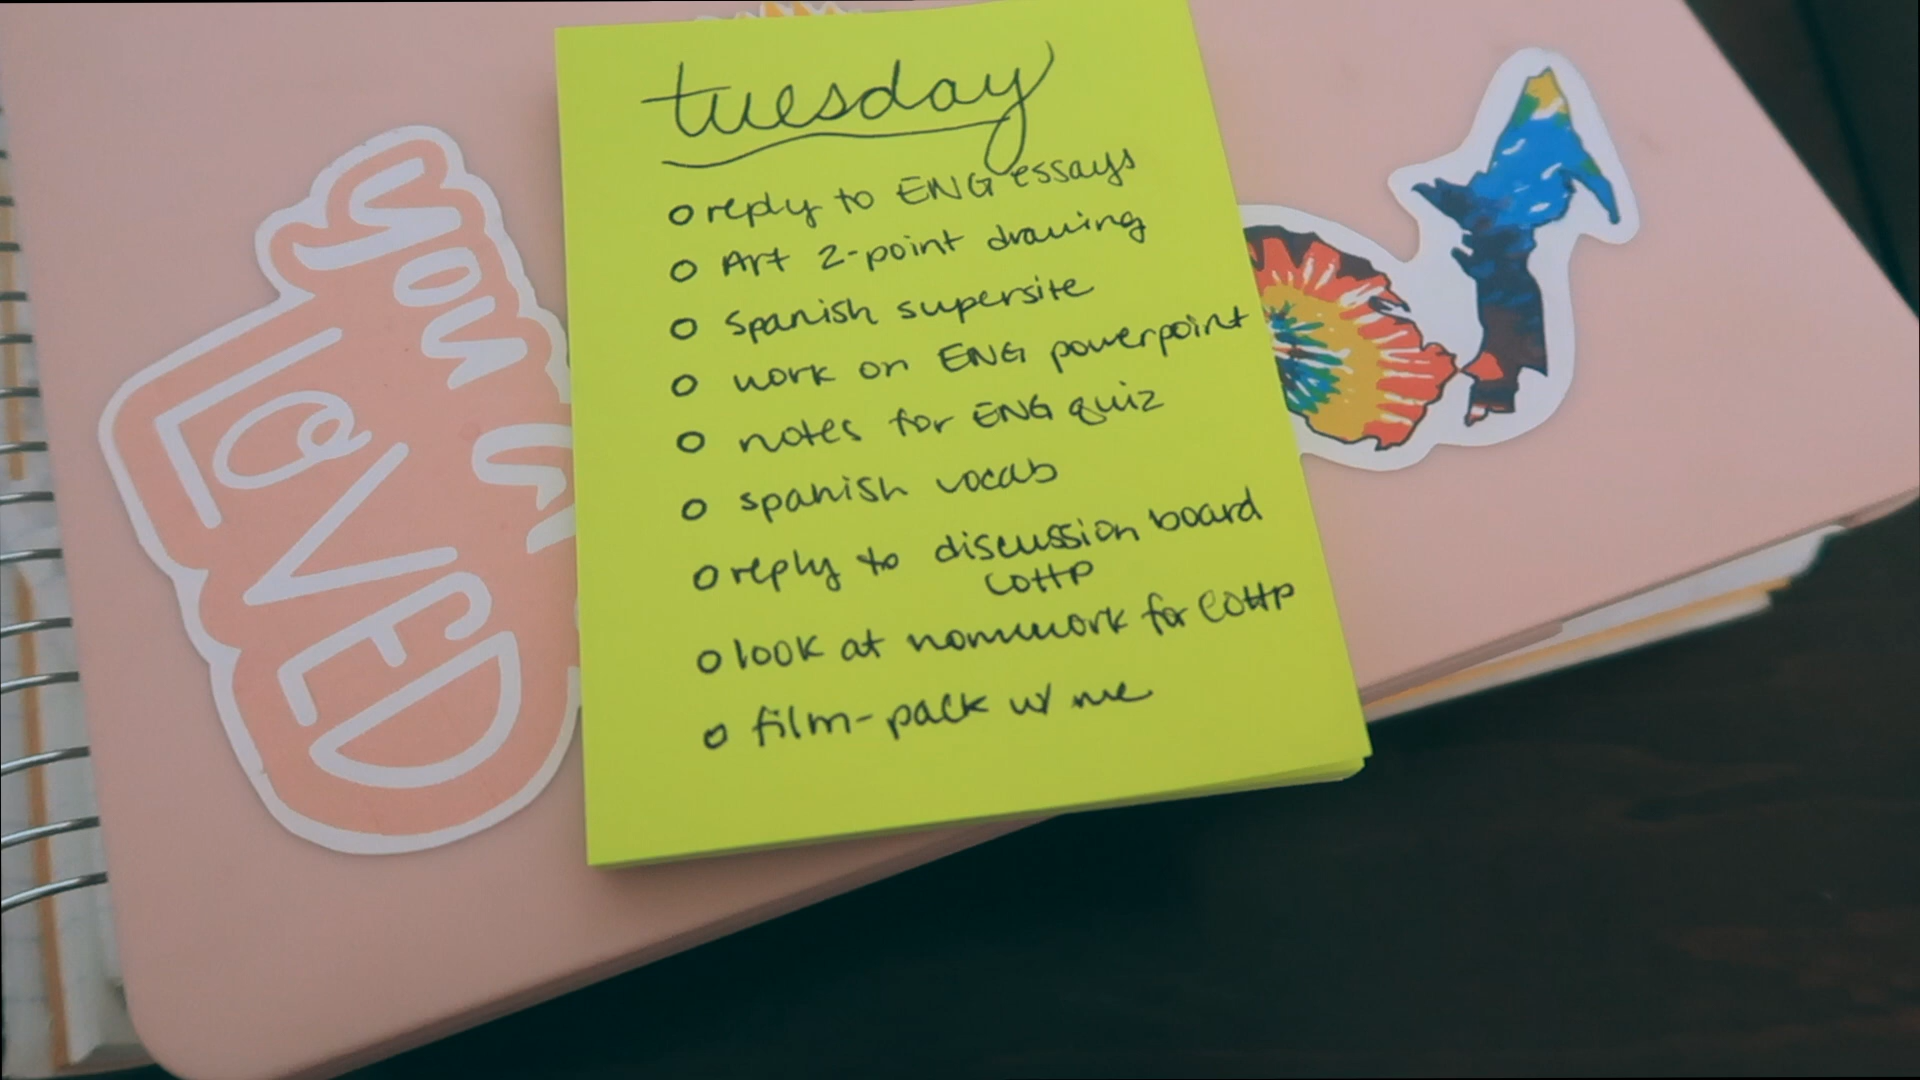 tuesday
reply to ENG essays
Art 2-point drawing
Spanish supersite
work on ENG powerpoint
notes for ENG quiz
spanish vocab
reply to discussion board
COHP
look at homework for COHP
film-pack w/ me
you
LOVED